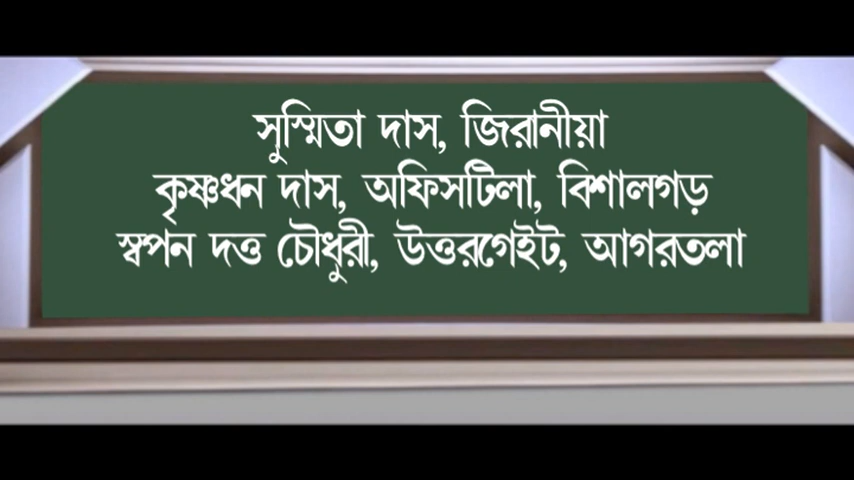 সুস্মিতা দাস, জিরানীয়া
কৃষ্ণধন দাস, অফিসটিলা, বিশালগড়
স্বপন দত্ত চৌধুরী, উত্তরগেইট, আগরতলা